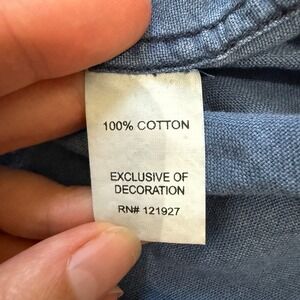 100% COTTON
EXCLUSIVE OF
DECORATION
RN# 121927